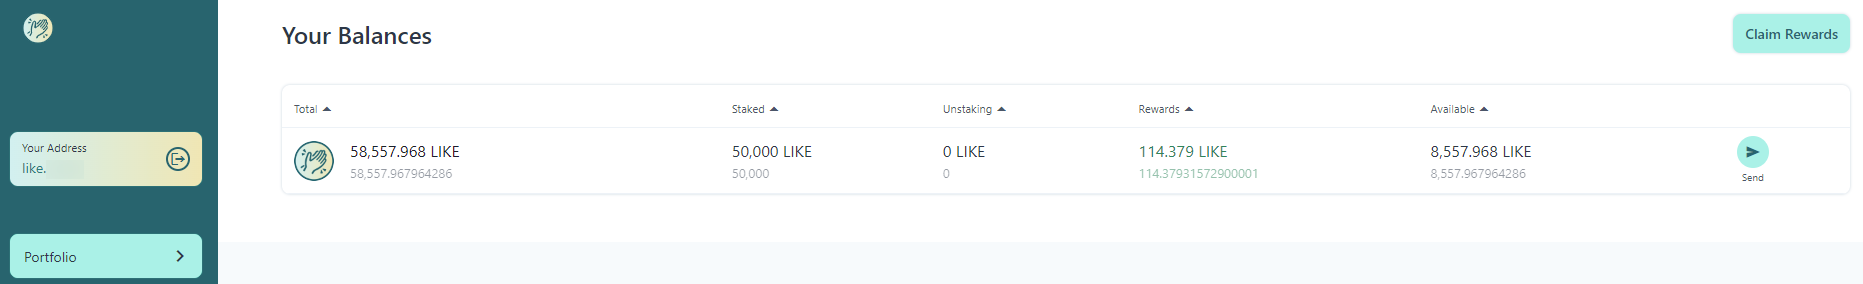 Your Balances
Claim Rewards
Total Staked Unstaking Rewards Available
58,557.968 LIKE 50,000 LIKE 0 LIKE 114.379 LIKE 8,557.968 LIKE
58,557.967964286 50,000 0 114.37931572900001 8,557.967964286
Send
Your Address
like.
Portfolio